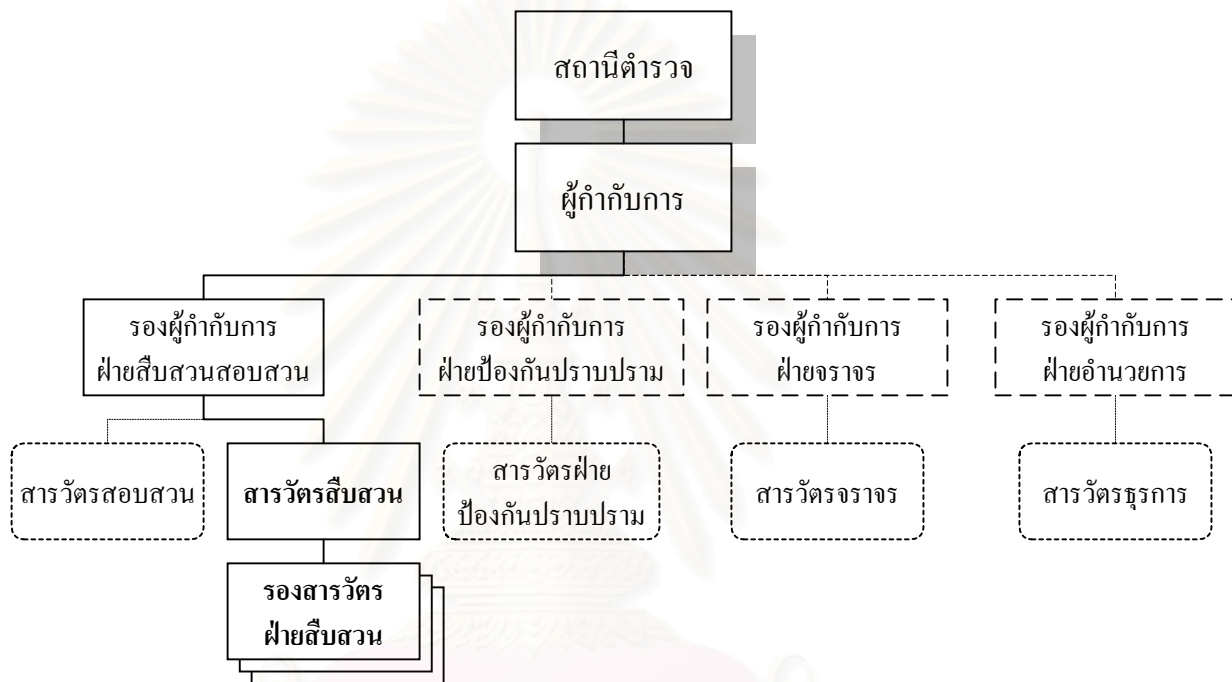 สถานีตำรวจ
ผู้กำกับการ
รองผู้กำกับการ
ฝ่ายสืบสวนสอบสวน
รองผู้กำกับการ
ฝ่ายป้องกันปราบปราม
รองผู้กำกับการ
ฝ่ายจราจร
รองผู้กำกับการ
ฝ่ายอำนวยการ
สารวัตรสอบสวน
สารวัตรสืบสวน
สารวัตรฝ่าย
ป้องกันปราบปราม
สารวัตรจราจร
สารวัตรธุรการ
รองสารวัตร
ฝ่ายสืบสวน